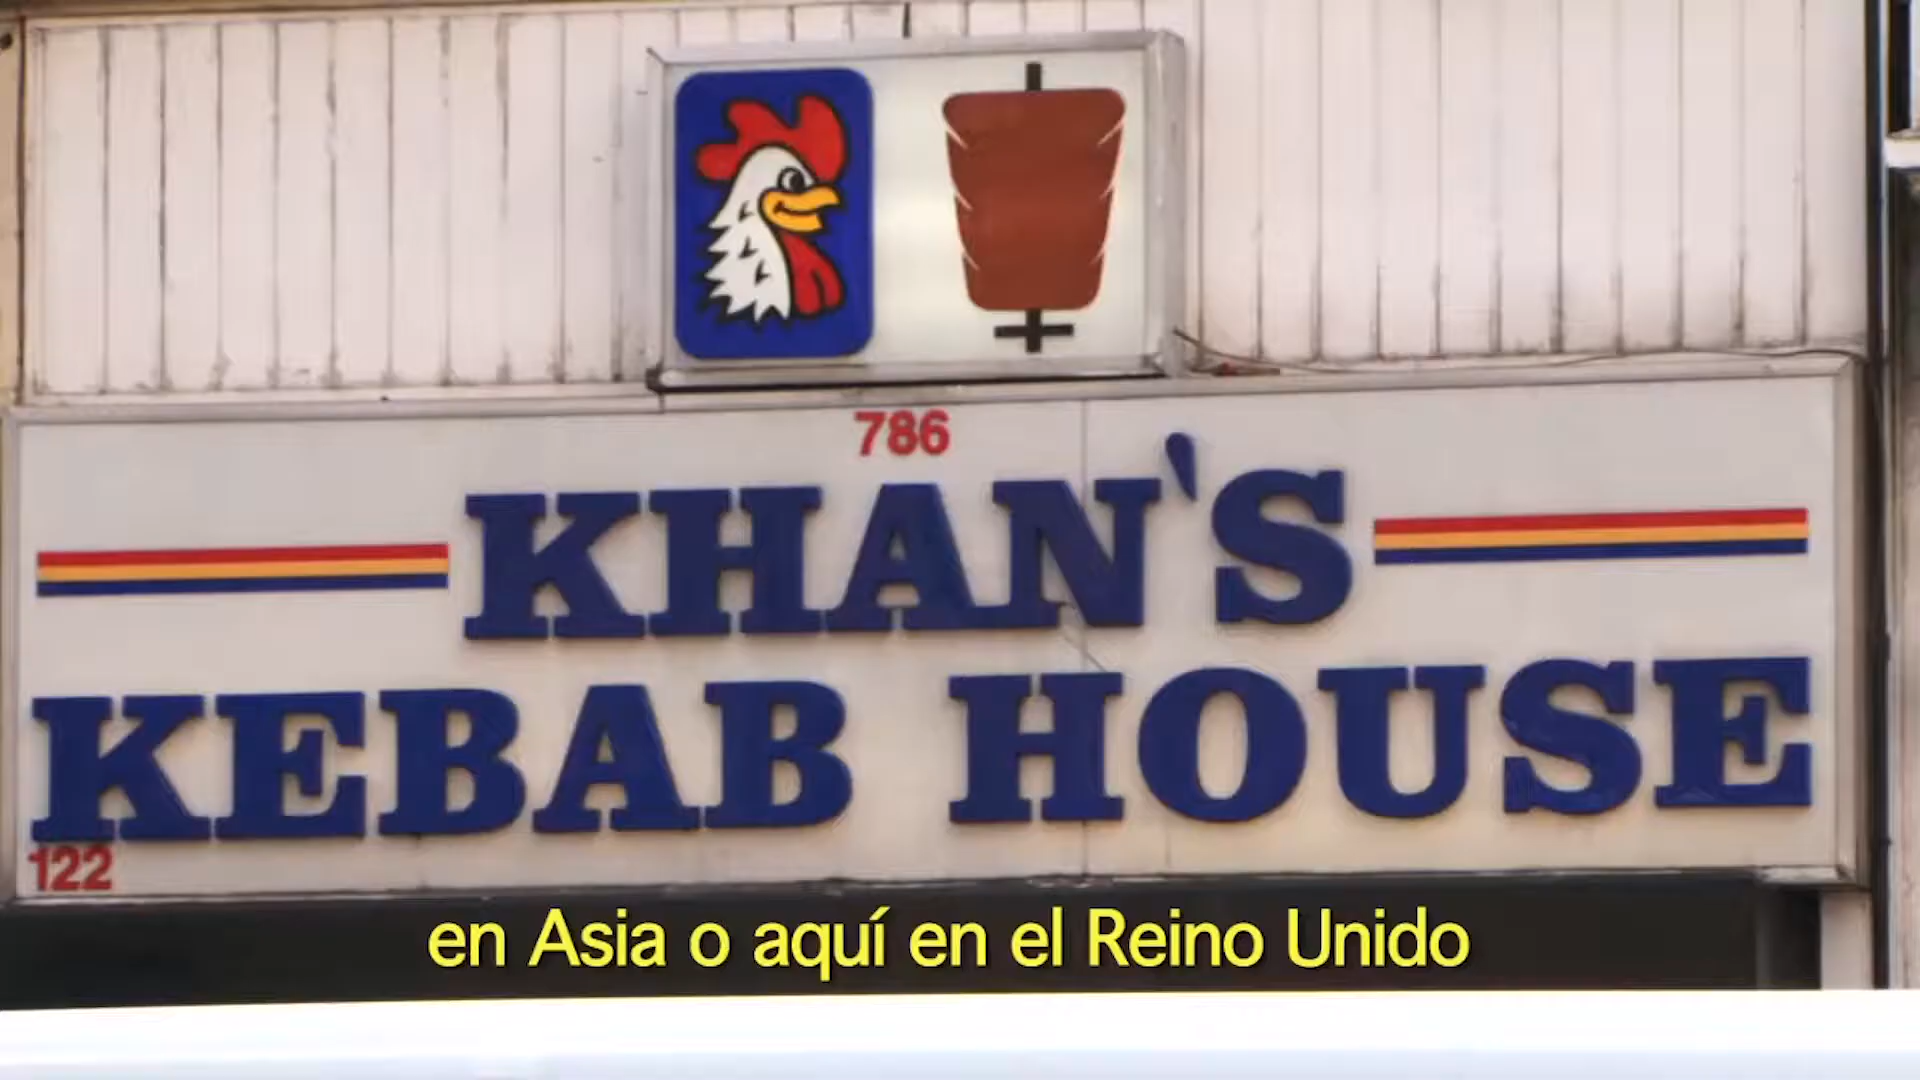 786
KHAN'S
KEBAB HOUSE
122
en Asia o aquí en el Reino Unido